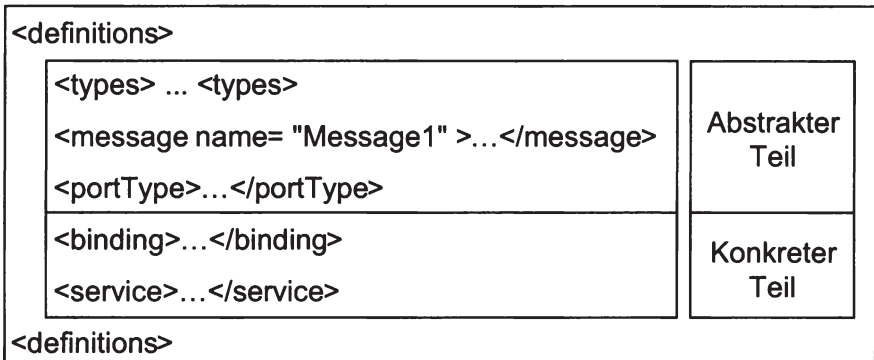 <definitions>
<types> ... <types>
<message name= "Message1" >...</message>
<portType>...</portType>
Abstrakter
Teil
<binding>...</binding>
<service>...</service>
Konkreter
Teil
<definitions>